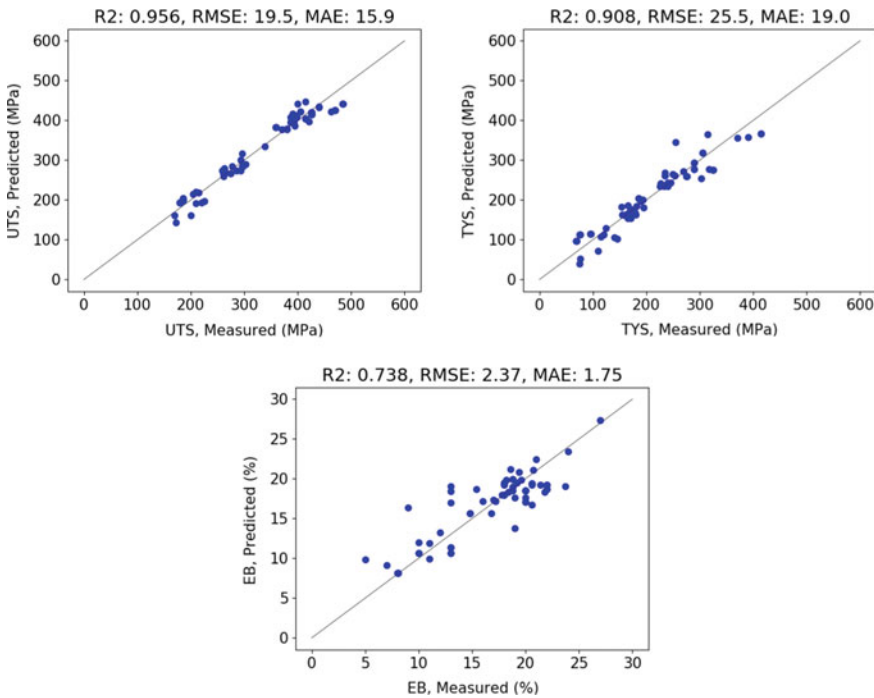 R2: 0.956, RMSE: 19.5, MAE: 15.9
600
500
400
300
200
100
0
UTS, Predicted (MPa)
0 100 200 300 400 500 600
UTS, Measured (MPa)
R2: 0.908, RMSE: 25.5, MAE: 19.0
600
500
400
300
200
100
0
TYS, Predicted (MPa)
0 100 200 300 400 500 600
TYS, Measured (MPa)
R2: 0.738, RMSE: 2.37, MAE: 1.75
30
25
20
15
10
5
0
EB, Predicted (%)
0 5 10 15 20 25 30
EB, Measured (%)